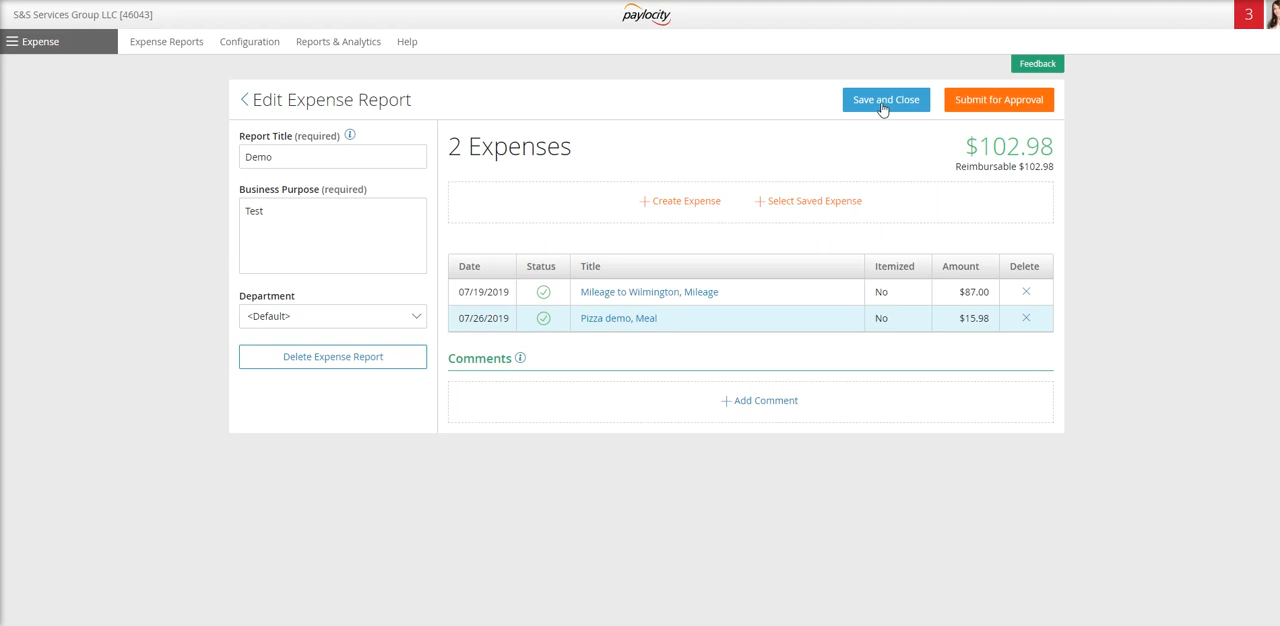 S&S Services Group LLC [46043]
paylocity
3
Expense
Expense Reports
Configuration
Reports & Analytics
Help
Feedback
Edit Expense Report
Save and Close
Submit for Approval
Report Title (required)
Demo
Business Purpose (required)
Test
Department
<Default>
Delete Expense Report
2 Expenses
$102.98
Reimbursable $102.98
Create Expense
Select Saved Expense
Date Status Title Itemized Amount Delete
07/19/2019 Mileage to Wilmington, Mileage No $87.00
07/26/2019 Pizza demo, Meal No $15.98
Comments
Add Comment